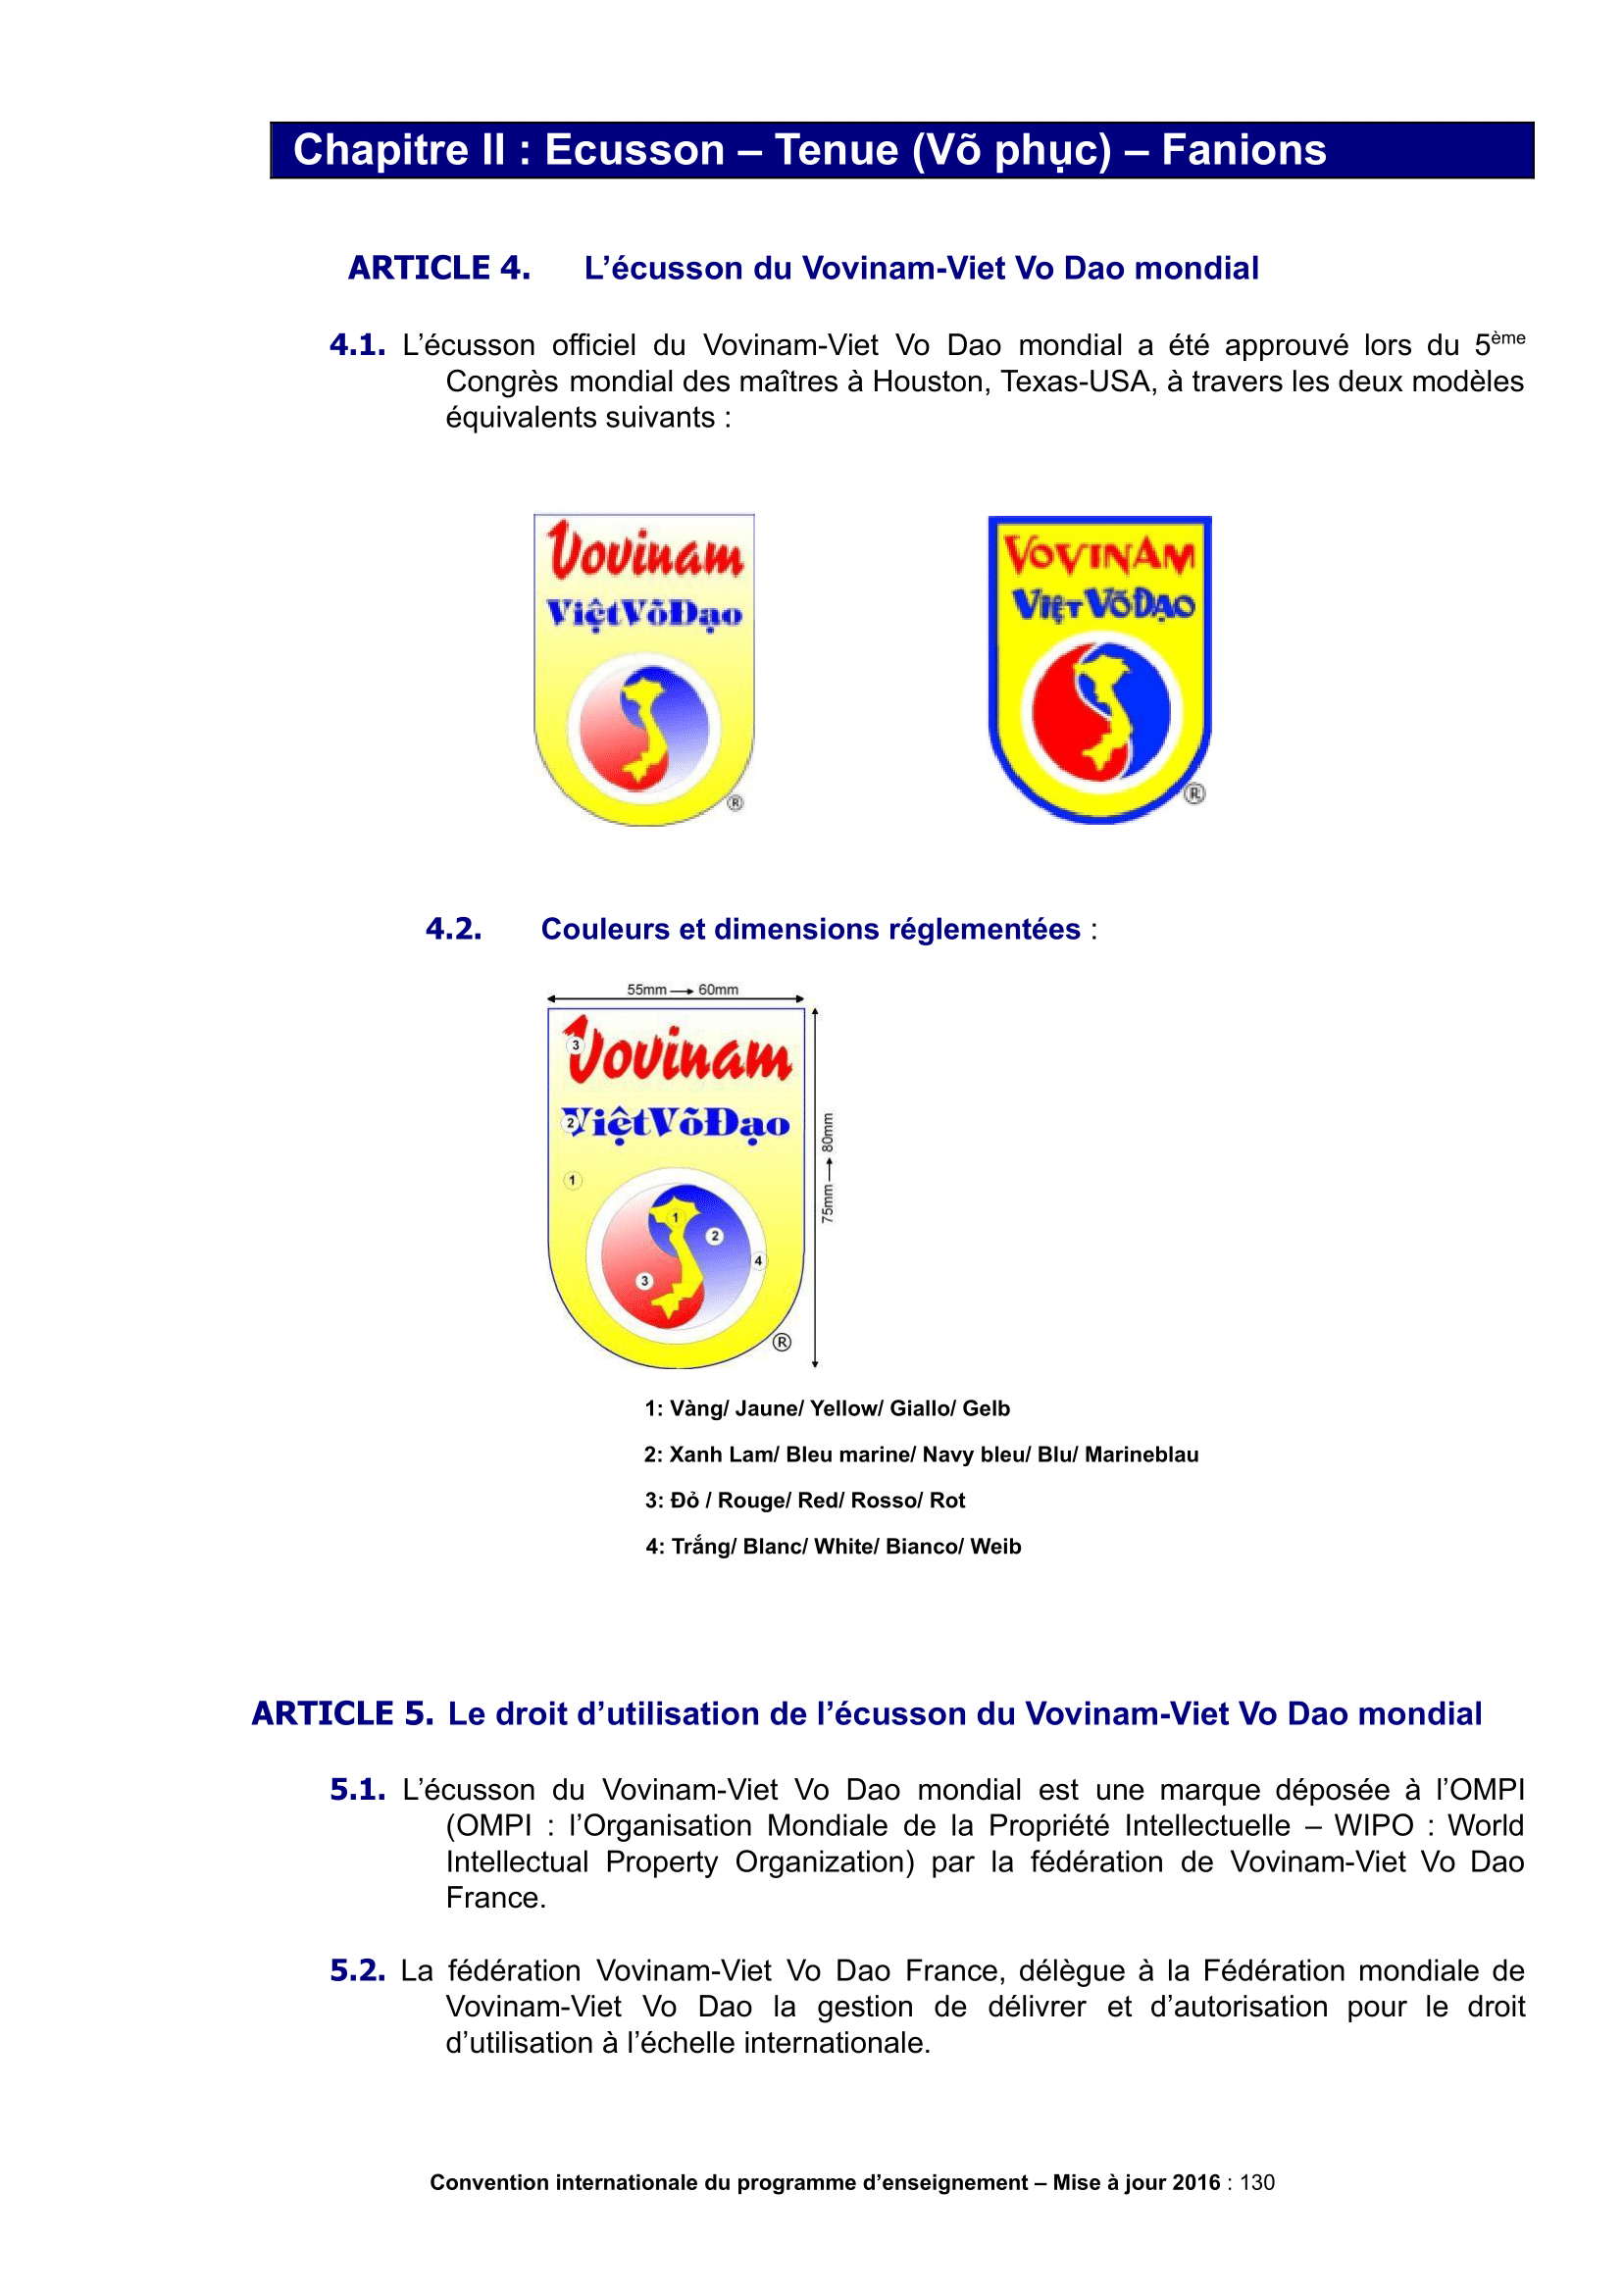 Chapitre II : Ecusson – Tenue (Võ phục) – Fanions
ARTICLE 4. L’écusson du Vovinam-Viet Vo Dao mondial
4.1. L’écusson officiel du Vovinam-Viet Vo Dao mondial a été approuvé lors du 5ème
Congrès mondial des maîtres à Houston, Texas-USA, à travers les deux modèles
équivalents suivants :
Vovinam
ViệtVõĐạo
®
VOVINAM
VIỆT VÕ ĐẠO
®
4.2. Couleurs et dimensions réglementées :
55mm → 60mm
Vovinam
3
ViệtVõĐạo
2
1
1
2
4
3
®
75mm → 80mm
1: Vàng/ Jaune/ Yellow/ Giallo/ Gelb
2: Xanh Lam/ Bleu marine/ Navy bleu/ Blu/ Marineblau
3: Đỏ / Rouge/ Red/ Rosso/ Rot
4: Trắng/ Blanc/ White/ Bianco/ Weib
ARTICLE 5. Le droit d’utilisation de l’écusson du Vovinam-Viet Vo Dao mondial
5.1. L’écusson du Vovinam-Viet Vo Dao mondial est une marque déposée à l’OMPI
(OMPI : l’Organisation Mondiale de la Propriété Intellectuelle – WIPO : World
Intellectual Property Organization) par la fédération de Vovinam-Viet Vo Dao
France.
5.2. La fédération Vovinam-Viet Vo Dao France, délègue à la Fédération mondiale de
Vovinam-Viet Vo Dao la gestion de délivrer et d’autorisation pour le droit
d’utilisation à l’échelle internationale.
Convention internationale du programme d’enseignement – Mise à jour 2016 : 130